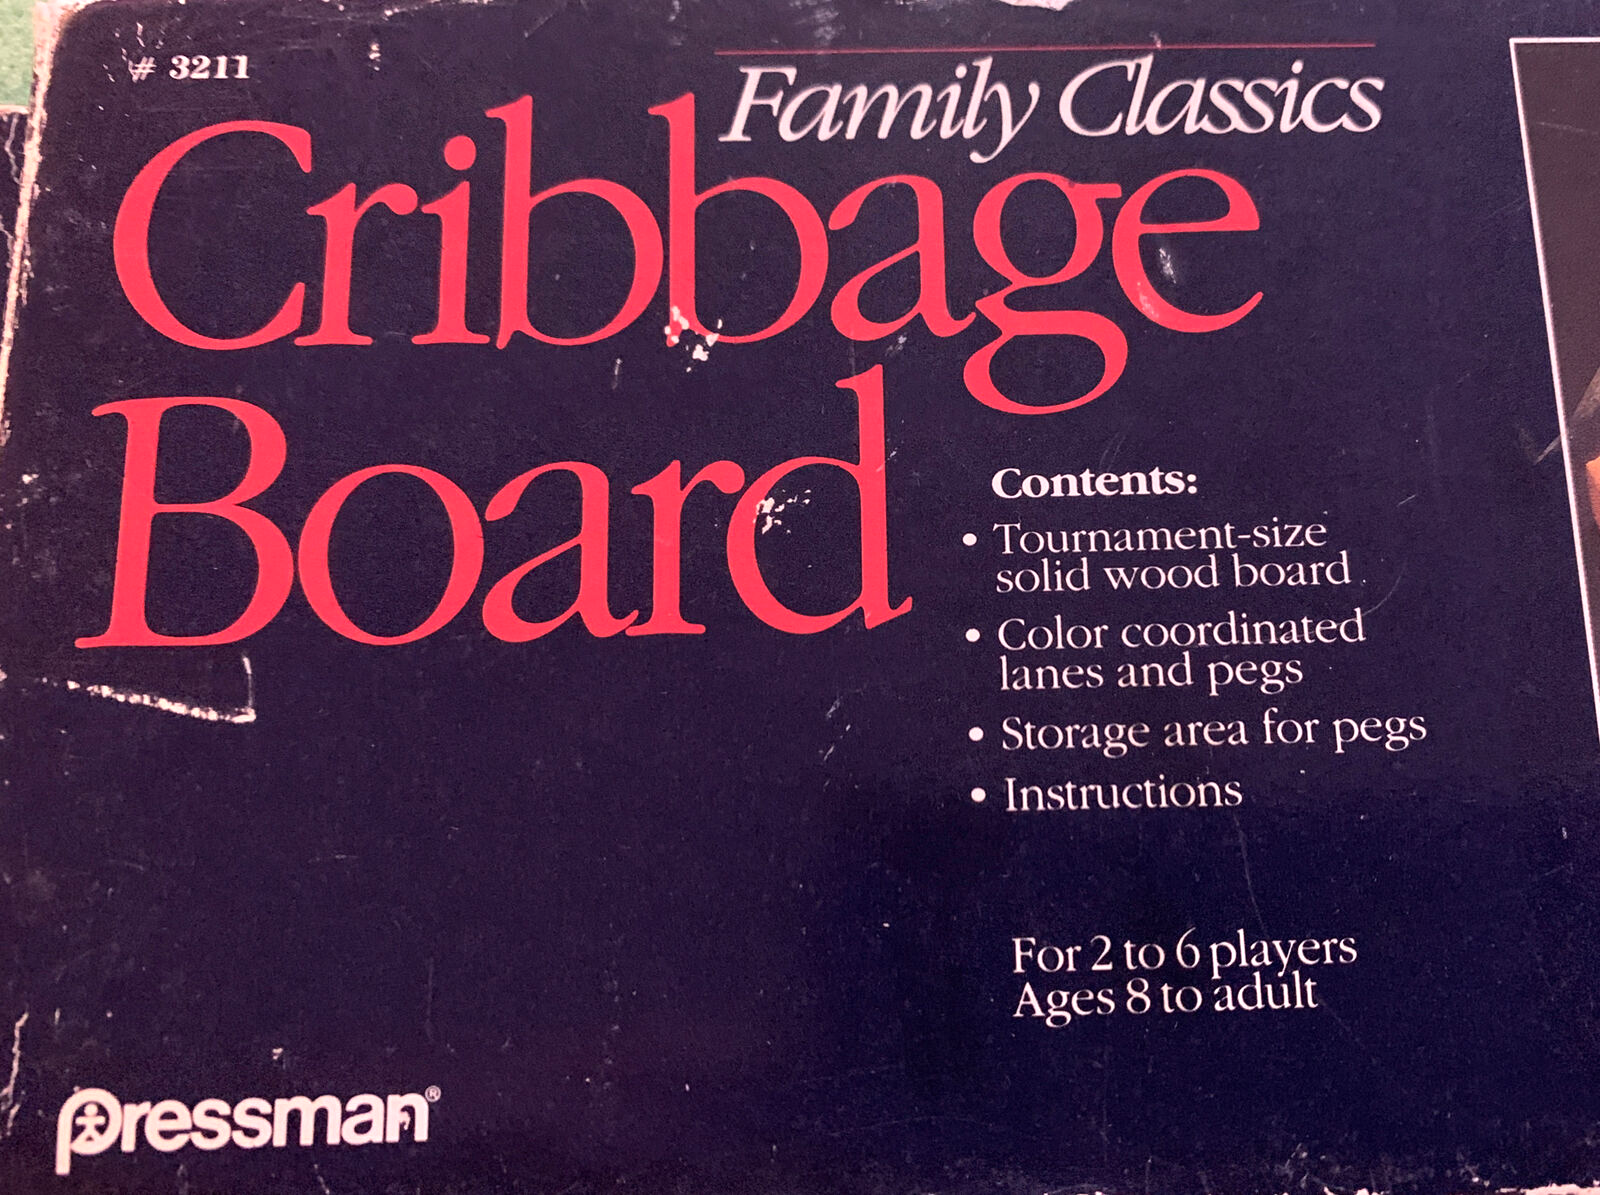 # 3211
Family Classics
Cribbage
Board
Contents:
• Tournament-size
solid wood board
• Color coordinated
lanes and pegs
• Storage area for pegs
• Instructions
For 2 to 6 players
Ages 8 to adult
pressman®